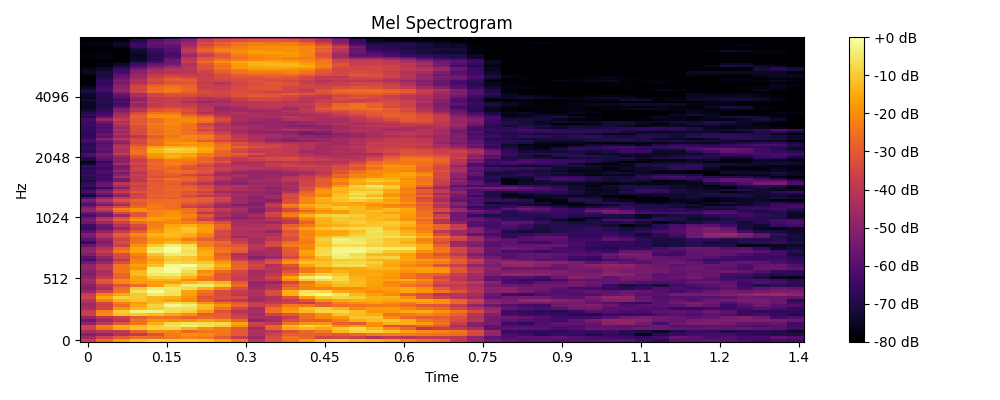 Mel Spectrogram
+0 dB
-10 dB
-20 dB
-30 dB
-40 dB
-50 dB
-60 dB
-70 dB
-80 dB
Hz
4096
2048
1024
512
0
0 0.15 0.3 0.45 0.6 0.75 0.9 1.1 1.2 1.4
Time